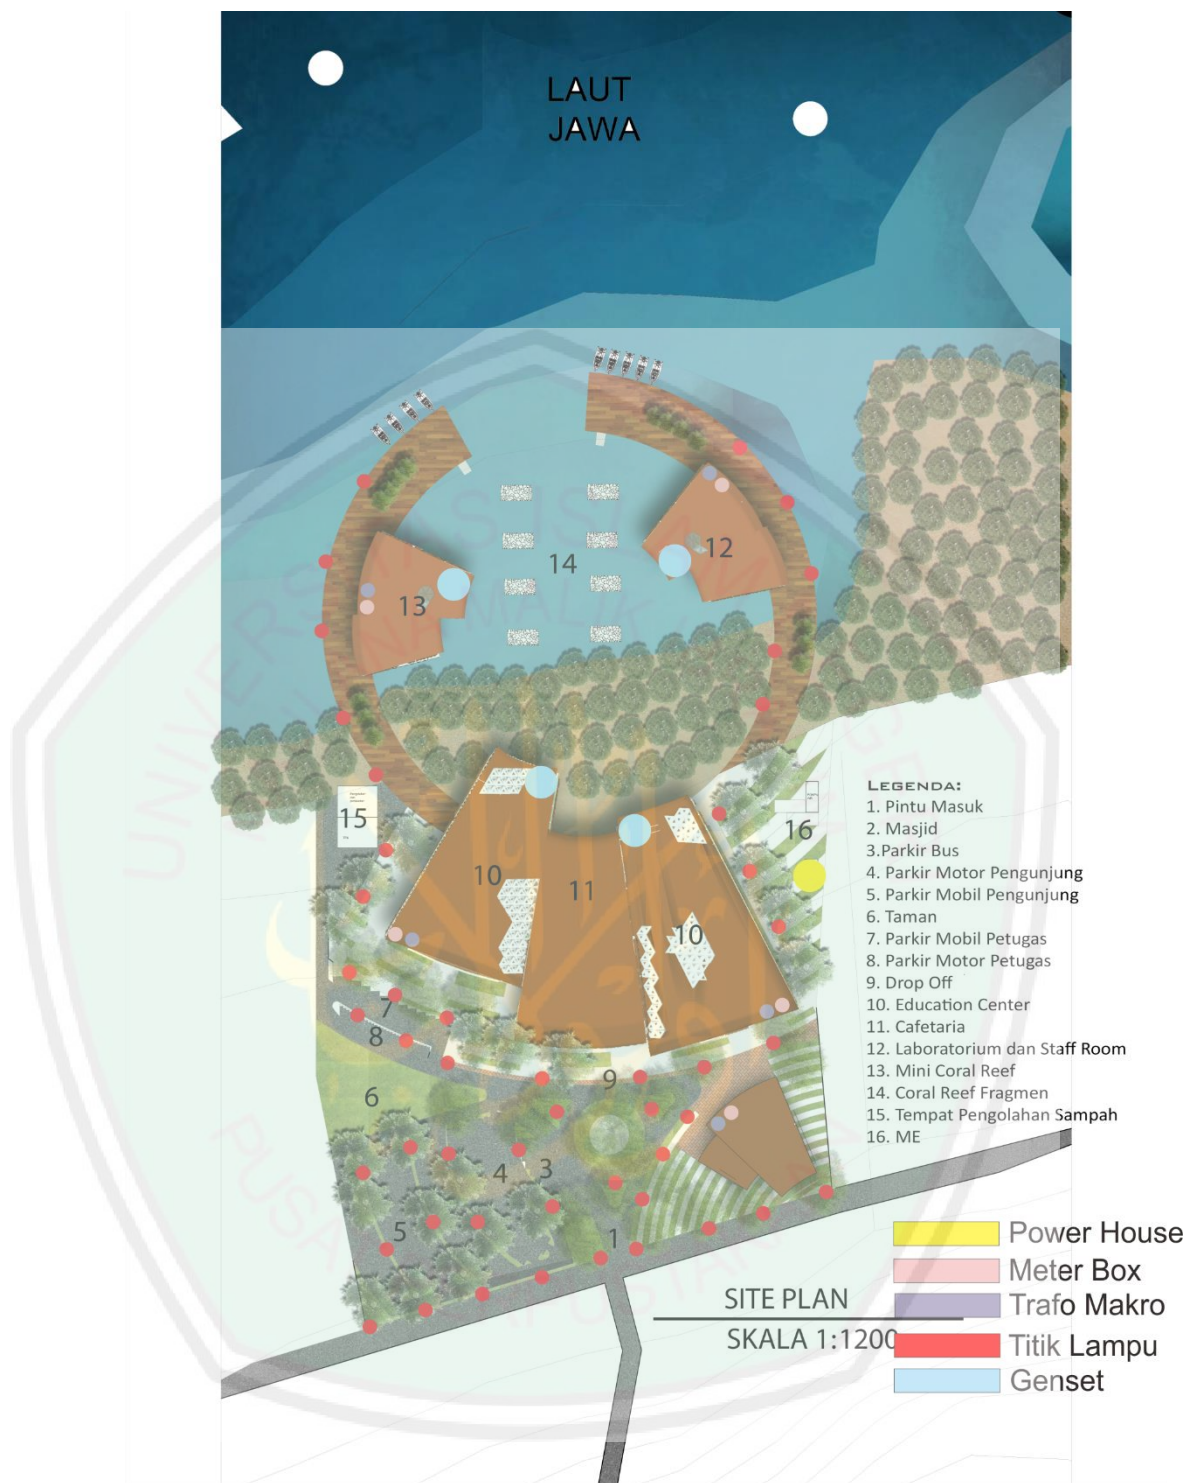 LAUT
JAWA
12
14
13
15
16
10
11
10
7
8
9
6
3
4
5
1
LEGENDA:
1. Pintu Masuk
2. Masjid
3.Parkir Bus
4. Parkir Motor Pengunjung
5. Parkir Mobil Pengunjung
6. Taman
7. Parkir Mobil Petugas
8. Parkir Motor Petugas
9. Drop Off
10. Education Center
11. Cafetaria
12. Laboratorium dan Staff Room
13. Mini Coral Reef
14. Coral Reef Fragmen
15. Tempat Pengolahan Sampah
16. ME
Power House
Meter Box
Trafo Makro
Titik Lampu
Genset
SITE PLAN
SKALA 1:1200